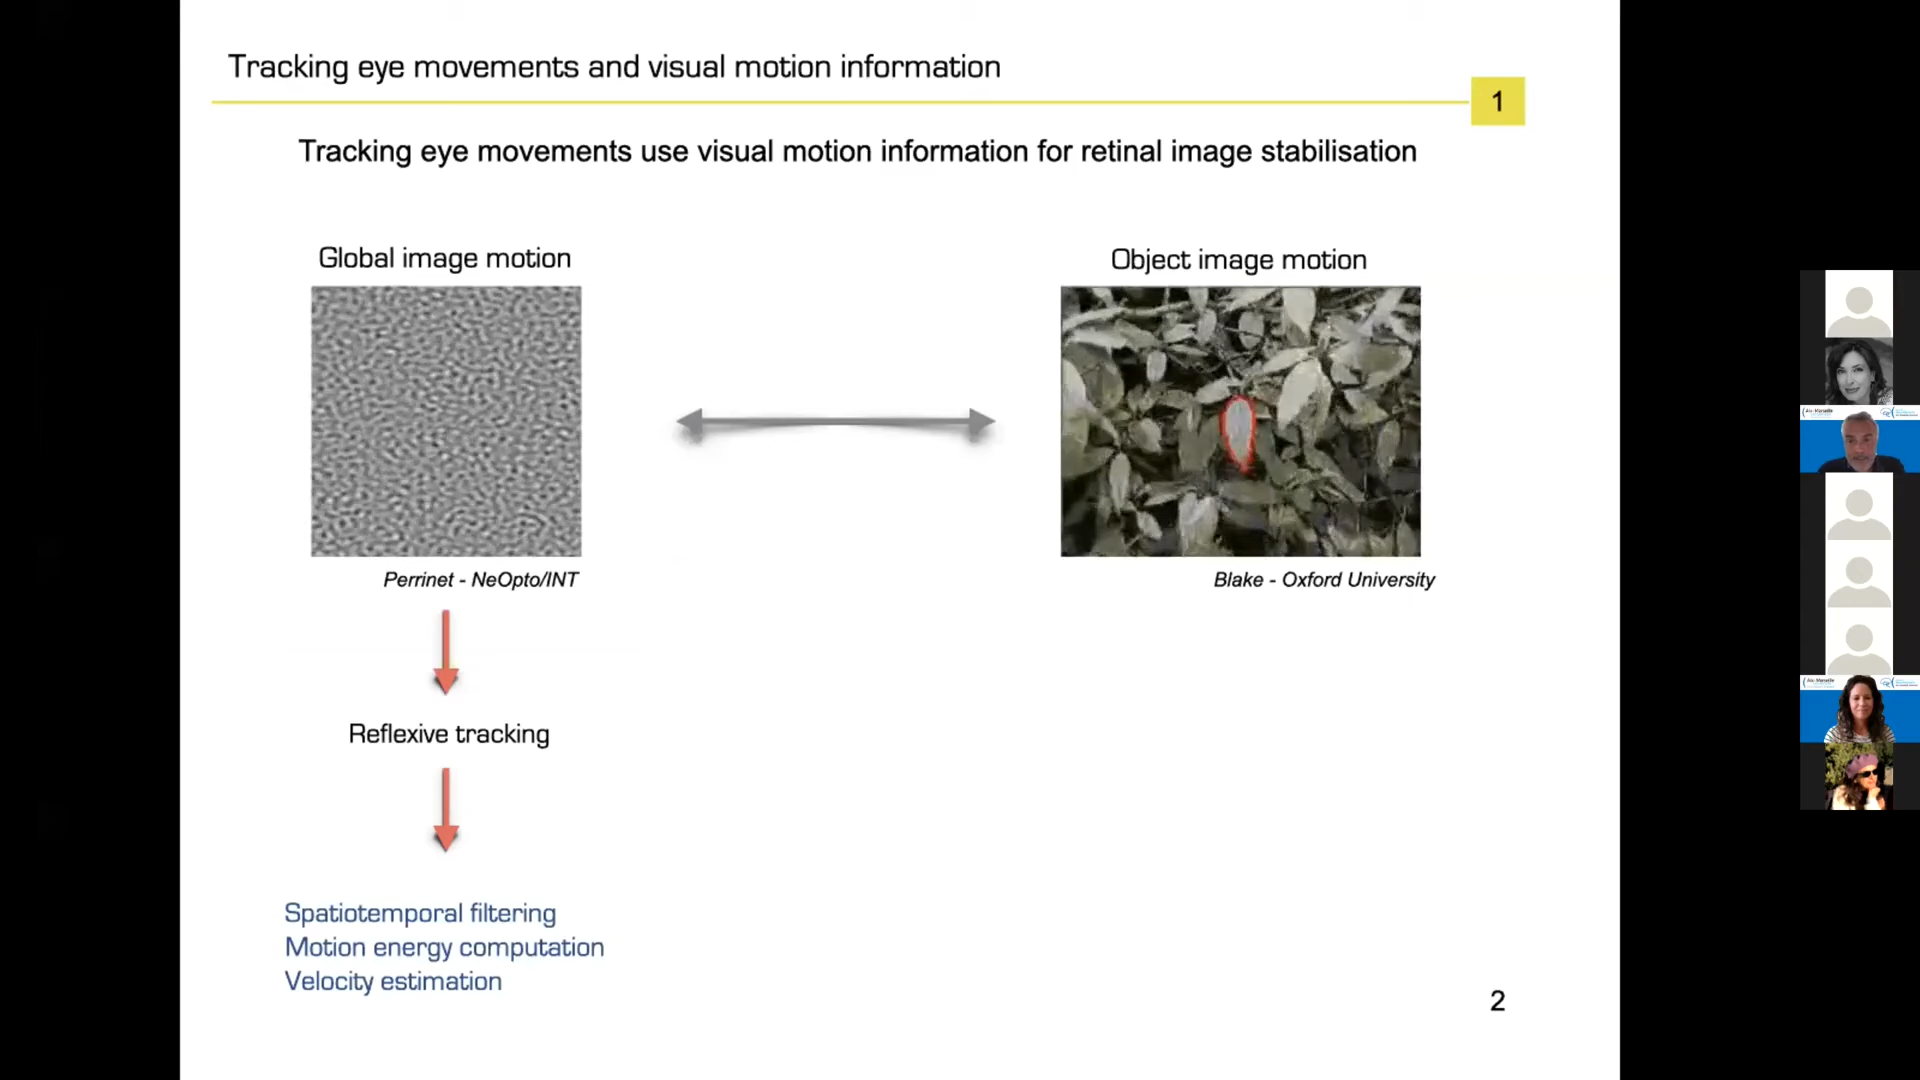 Tracking eye movements and visual motion information
1
Tracking eye movements use visual motion information for retinal image stabilisation
Global image motion
Object image motion
Perrinet - NeOpto/INT
Blake - Oxford University
Reflexive tracking
Spatiotemporal filtering
Motion energy computation
Velocity estimation
2